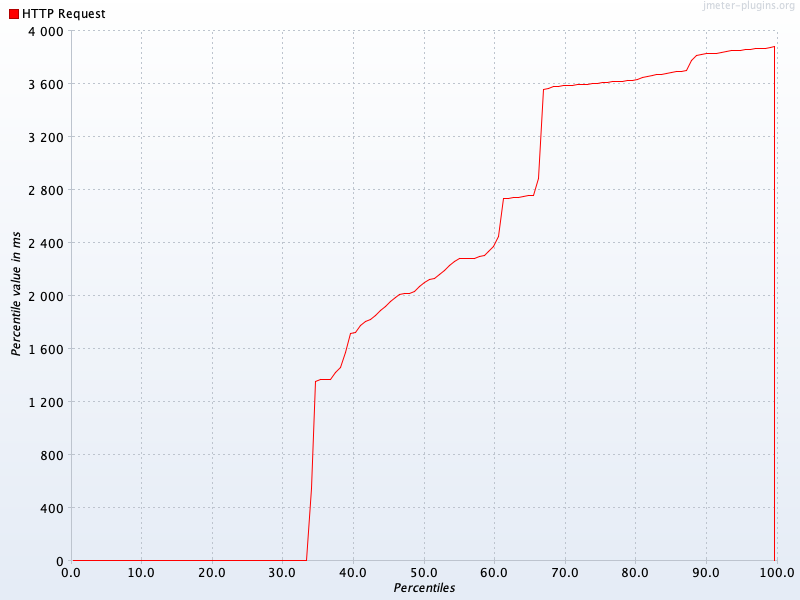 jmeter-plugins.org
HTTP Request
4 000
3 600
3 200
2 800
2 400
2 000
1 600
1 200
800
400
0
Percentile value in ms
0.0 10.0 20.0 30.0 40.0 50.0 60.0 70.0 80.0 90.0 100.0
Percentiles